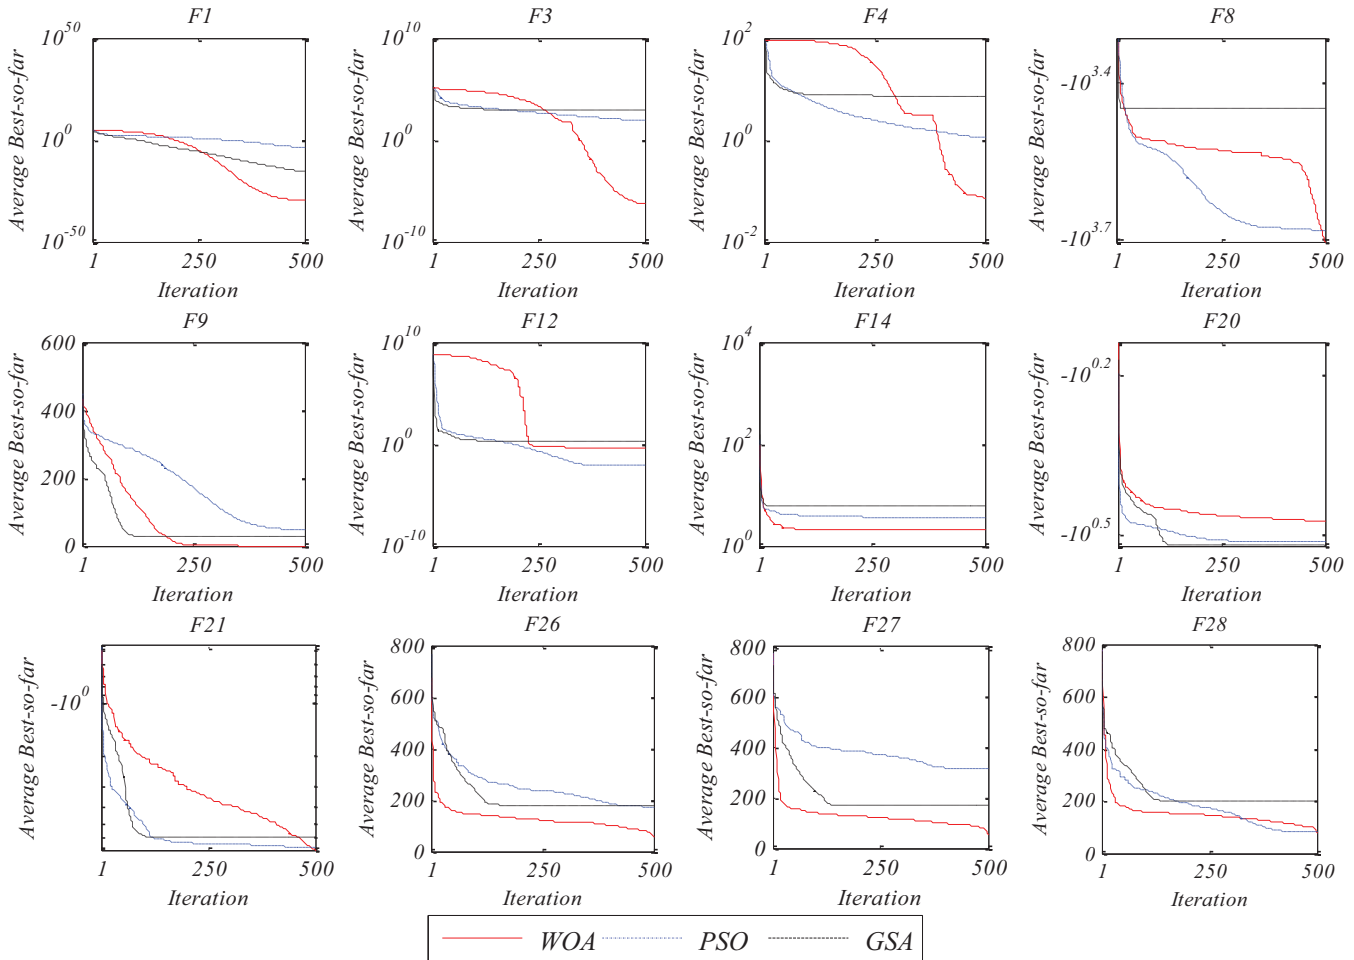 F1
F3
F4
F8
Average Best-so-far
10^50
10^0
10^-50
1
250
500
Iteration
Average Best-so-far
10^10
10^0
10^-10
1
250
500
Iteration
Average Best-so-far
10^2
10^0
10^-2
1
250
500
Iteration
Average Best-so-far
-10^3.4
-10^3.7
1
250
500
Iteration
F9
F12
F14
F20
Average Best-so-far
600
400
200
0
1
250
500
Iteration
Average Best-so-far
10^10
10^0
10^-10
1
250
500
Iteration
Average Best-so-far
10^4
10^2
10^0
1
250
500
Iteration
Average Best-so-far
-10^0.2
-10^0.5
1
250
500
Iteration
F21
F26
F27
F28
Average Best-so-far
-10^0
1
250
500
Iteration
Average Best-so-far
800
600
400
200
0
1
250
500
Iteration
Average Best-so-far
800
600
400
200
0
1
250
500
Iteration
Average Best-so-far
800
600
400
200
0
1
250
500
Iteration
WOA PSO GSA